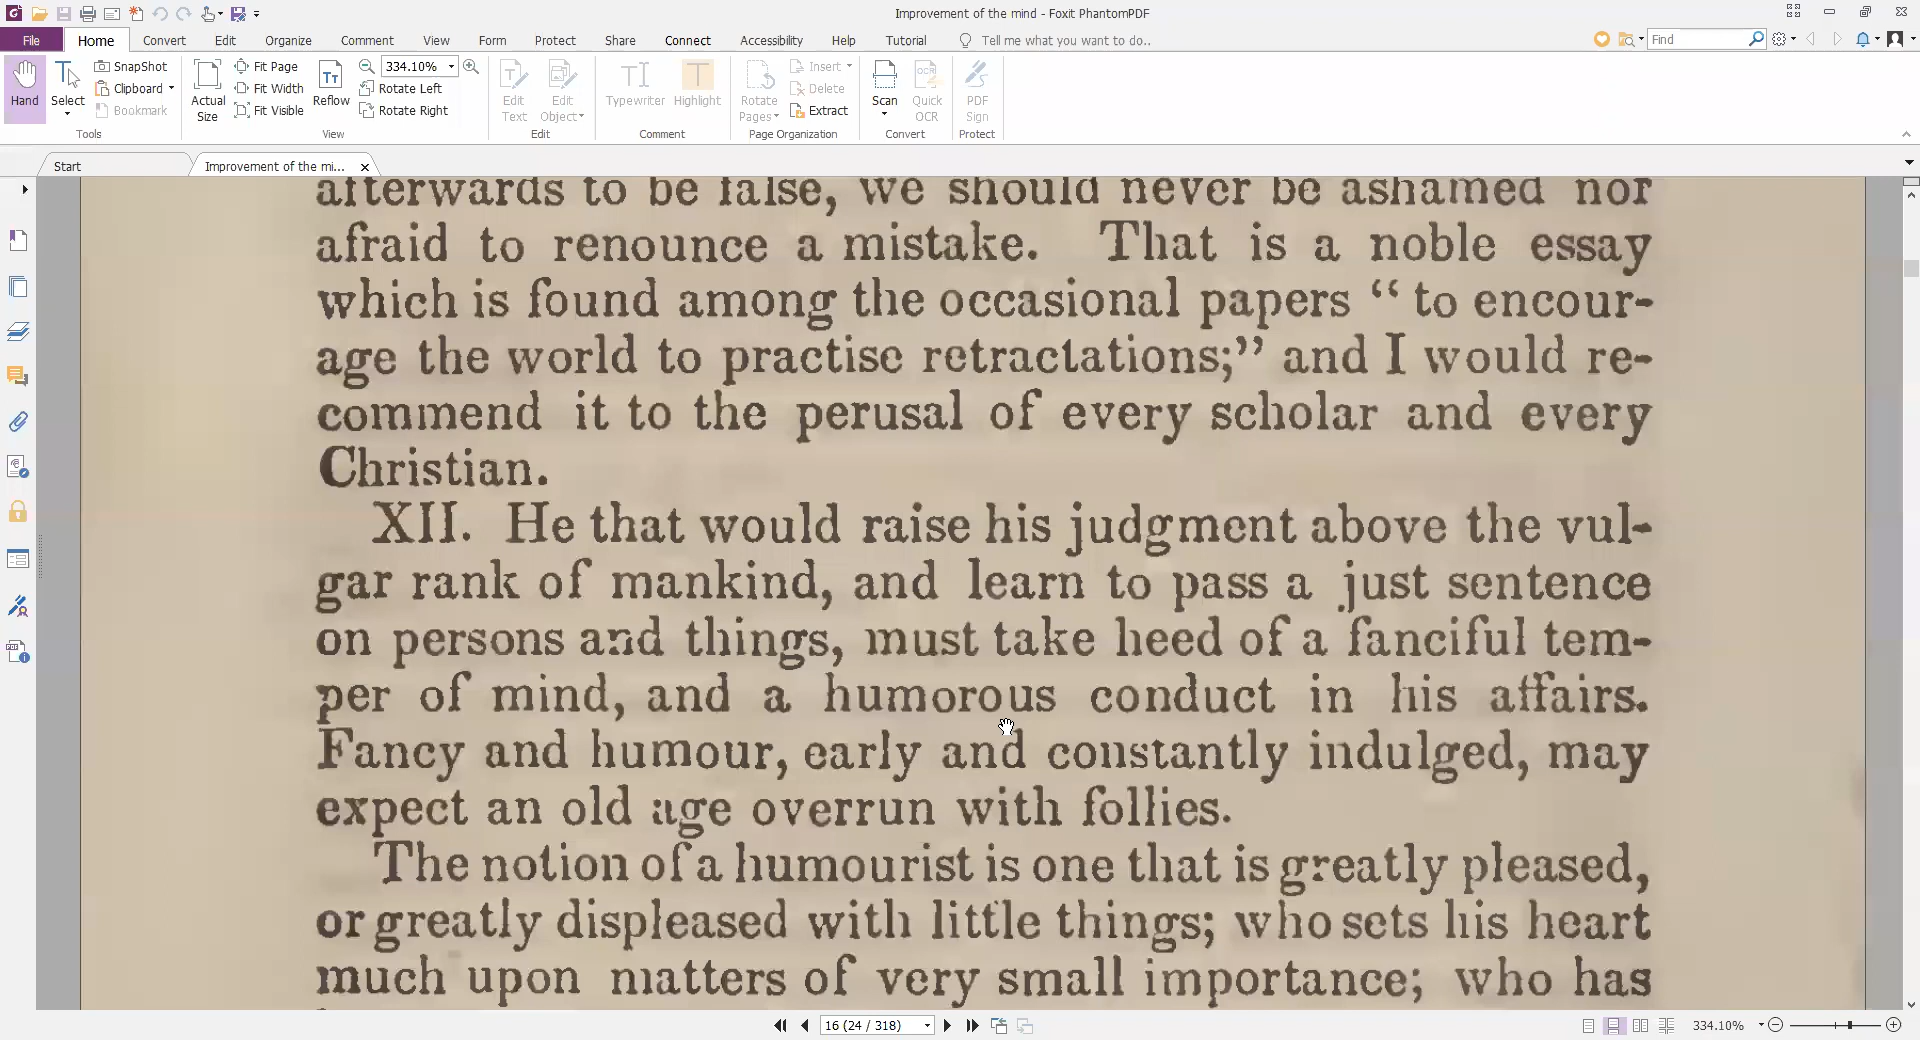 Improvement of the mind - Foxit PhantomPDF
File Home Convert Edit Organize Comment View Form Protect Share Connect Accessibility Help Tutorial Tell me what you want to do.. Find
Hand
Select
SnapShot
Clipboard
Bookmark
Tools
Actual Size
Fit Page
Fit Width
Fit Visible
Reflow
334.10%
Rotate Left
Rotate Right
View
Edit Text
Edit Object
Edit
Typewriter
Highlight
Comment
Rotate Pages
Insert
Delete
Extract
Page Organization
Scan
Quick OCR
Convert
PDF Sign
Protect
Start
Improvement of the mi...
afterwards to be false, we should never be ashamed nor
afraid to renounce a mistake. That is a noble essay
which is found among the occasional papers “ to encour-
age the world to practise retractations;” and I would re-
commend it to the perusal of every scholar and every
Christian.
XII. He that would raise his judgment above the vul-
gar rank of mankind, and learn to pass a just sentence
on persons and things, must take heed of a fanciful tem-
per of mind, and a humorous conduct in his affairs.
Fancy and humour, early and constantly indulged, may
expect an old age overrun with follies.
The notion of a humourist is one that is greatly pleased,
or greatly displeased with little things; who sets his heart
much upon matters of very small importance; who has
16 (24 / 318)
334.10%